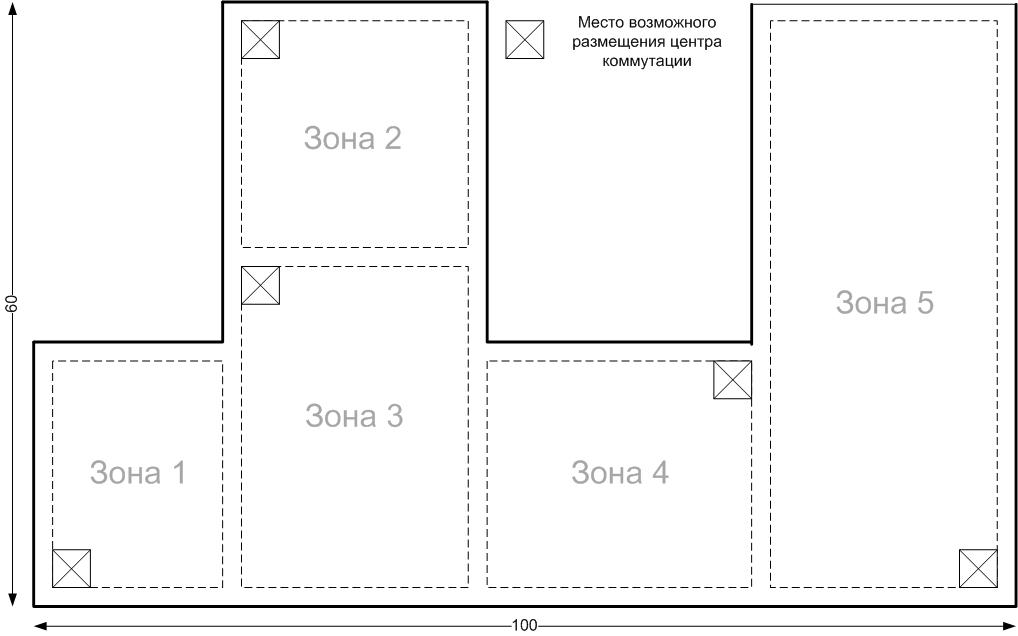 Место возможного
размещения центра
коммутации
Зона 2
Зона 5
60
Зона 3
Зона 1
Зона 4
100